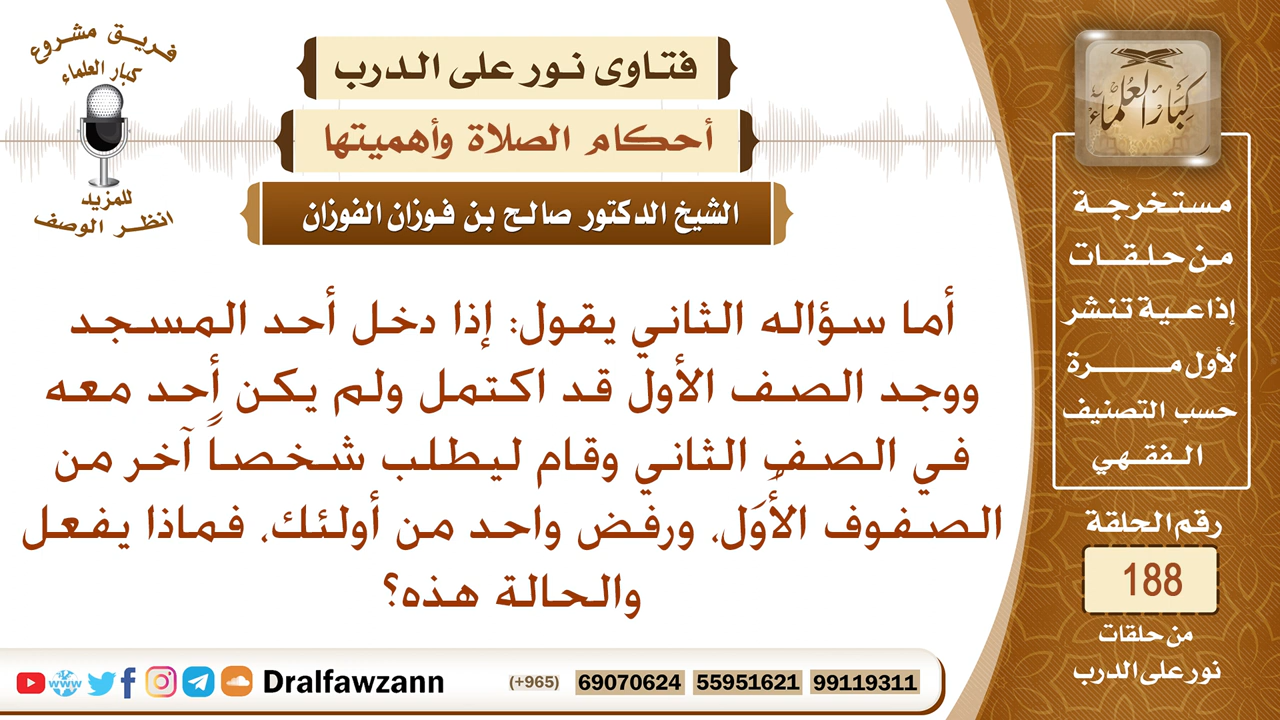 فريق مشروع
كبار العلماء
للمزيد
انظر الوصف
فتاوى نور على الدرب
أحكام الصلاة وأهميتها
الشيخ الدكتور صالح بن فوزان الفوزان
أما سؤاله الثاني يقول: إذا دخل أحد المسجد
ووجد الصف الأول قد اكتمل ولم يكن أحد معه
في الصف الثاني وقام ليطلب شخصاً آخر من
الصفوف الأُوَل، ورفض واحد من أولئك، فماذا يفعل
والحالة هذه؟
كبار العلماء
مستخرجة
من حلقات
إذاعية تنشر
لأول مرة
حسب التصنيف
الفقهي
رقم الحلقة
188
من حلقات
نور على الدرب
www
Dralfawzann (+965) 69070624 55951621 99119311